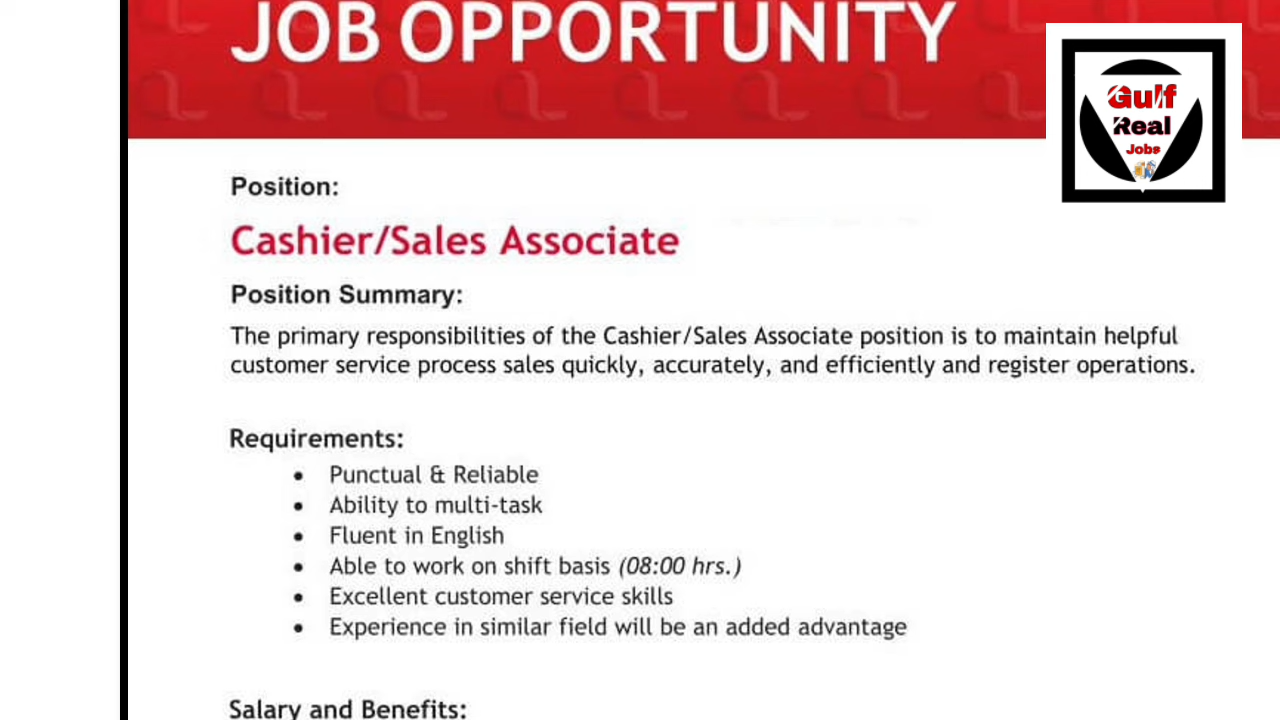 JOB OPPORTUNITY
Gulf
Real
Jobs
Position:
Cashier/Sales Associate
Position Summary:
The primary responsibilities of the Cashier/Sales Associate position is to maintain helpful
customer service process sales quickly, accurately, and efficiently and register operations.
Requirements:
• Punctual & Reliable
• Ability to multi-task
• Fluent in English
• Able to work on shift basis (08:00 hrs.)
• Excellent customer service skills
• Experience in similar field will be an added advantage
Salary and Benefits: